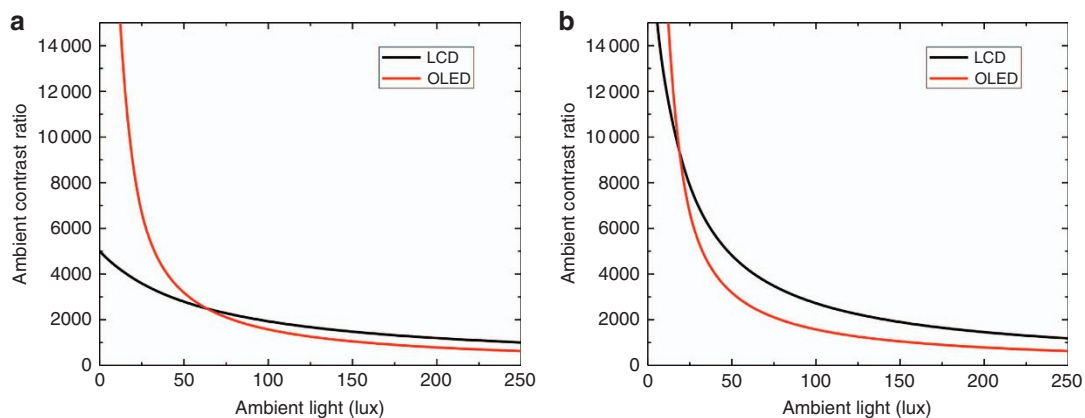 a
14 000
12 000
10 000
8000
6000
4000
2000
0
Ambient contrast ratio
LCD
OLED
0 50 100 150 200 250
Ambient light (lux)
b
14 000
12 000
10 000
8000
6000
4000
2000
0
Ambient contrast ratio
LCD
OLED
0 50 100 150 200 250
Ambient light (lux)